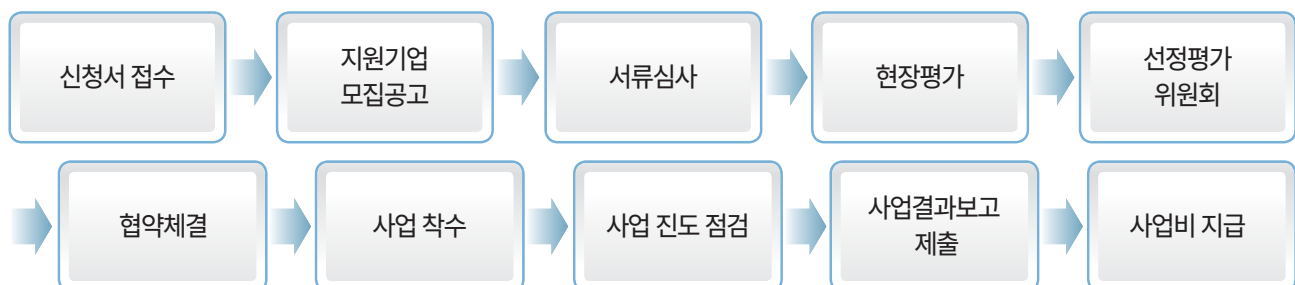 신청서 접수
지원기업
모집공고
서류심사
현장평가
선정평가
위원회
협약체결
사업 착수
사업 진도 점검
사업결과보고
제출
사업비 지급